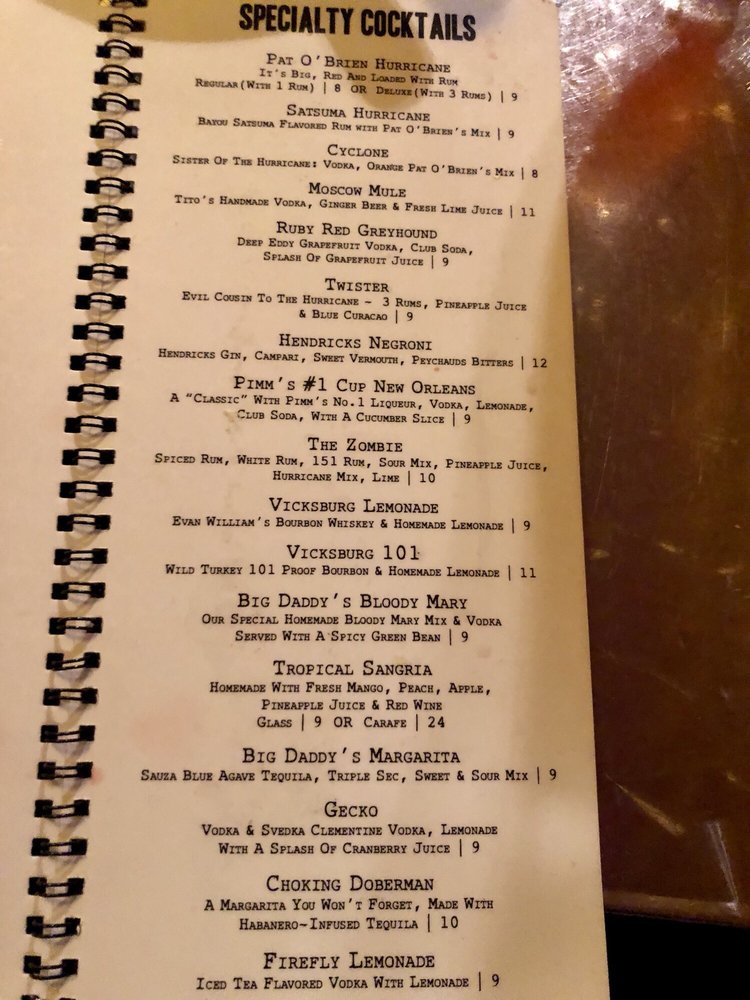 SPECIALTY COCKTAILS
PAT O'BRIEN HURRICANE
IT'S BIG, RED AND LOADED WITH RUM
REGULAR(WITH 1 RUM) | 8 OR DELUXE(WITH 3 RUMS) | 9
SATSUMA HURRICANE
BAYOU SATSUMA FLAVORED RUM WITH PAT O'BRIEN'S MIX | 9
CYCLONE
SISTER OF THE HURRICANE: VODKA, ORANGE PAT O'BRIEN'S MIX | 8
MOSCOW MULE
TITO'S HANDMADE VODKA, GINGER BEER & FRESH LIME JUICE | 11
RUBY RED GREYHOUND
DEEP EDDY GRAPEFRUIT VODKA, CLUB SODA,
SPLASH OF GRAPEFRUIT JUICE | 9
TWISTER
EVIL COUSIN TO THE HURRICANE - 3 RUMS, PINEAPPLE JUICE
& BLUE CURACAO | 9
HENDRICKS NEGRONI
HENDRICKS GIN, CAMPARI, SWEET VERMOUTH, PEYCHAUDS BITTERS | 12
PIMM'S #1 CUP NEW ORLEANS
A "CLASSIC" WITH PIMM'S NO.1 LIQUEUR, VODKA, LEMONADE,
CLUB SODA, WITH A CUCUMBER SLICE | 9
THE ZOMBIE
SPICED RUM, WHITE RUM, 151 RUM, SOUR MIX, PINEAPPLE JUICE,
HURRICANE MIX, LIME | 10
VICKSBURG LEMONADE
EVAN WILLIAM'S BOURBON WHISKEY & HOMEMADE LEMONADE | 9
VICKSBURG 101
WILD TURKEY 101 PROOF BOURBON & HOMEMADE LEMONADE | 11
BIG DADDY'S BLOODY MARY
OUR SPECIAL HOMEMADE BLOODY MARY MIX & VODKA
SERVED WITH A SPICY GREEN BEAN | 9
TROPICAL SANGRIA
HOMEMADE WITH FRESH MANGO, PEACH, APPLE,
PINEAPPLE JUICE & RED WINE
GLASS | 9 OR CARAFE | 24
BIG DADDY'S MARGARITA
SAUZA BLUE AGAVE TEQUILA, TRIPLE SEC, SWEET & SOUR MIX | 9
GECKO
VODKA & SVEDKA CLEMENTINE VODKA, LEMONADE
WITH A SPLASH OF CRANBERRY JUICE | 9
CHOKING DOBERMAN
A MARGARITA YOU WON'T FORGET, MADE WITH
HABANERO-INFUSED TEQUILA | 10
FIREFLY LEMONADE
ICED TEA FLAVORED VODKA WITH LEMONADE | 9